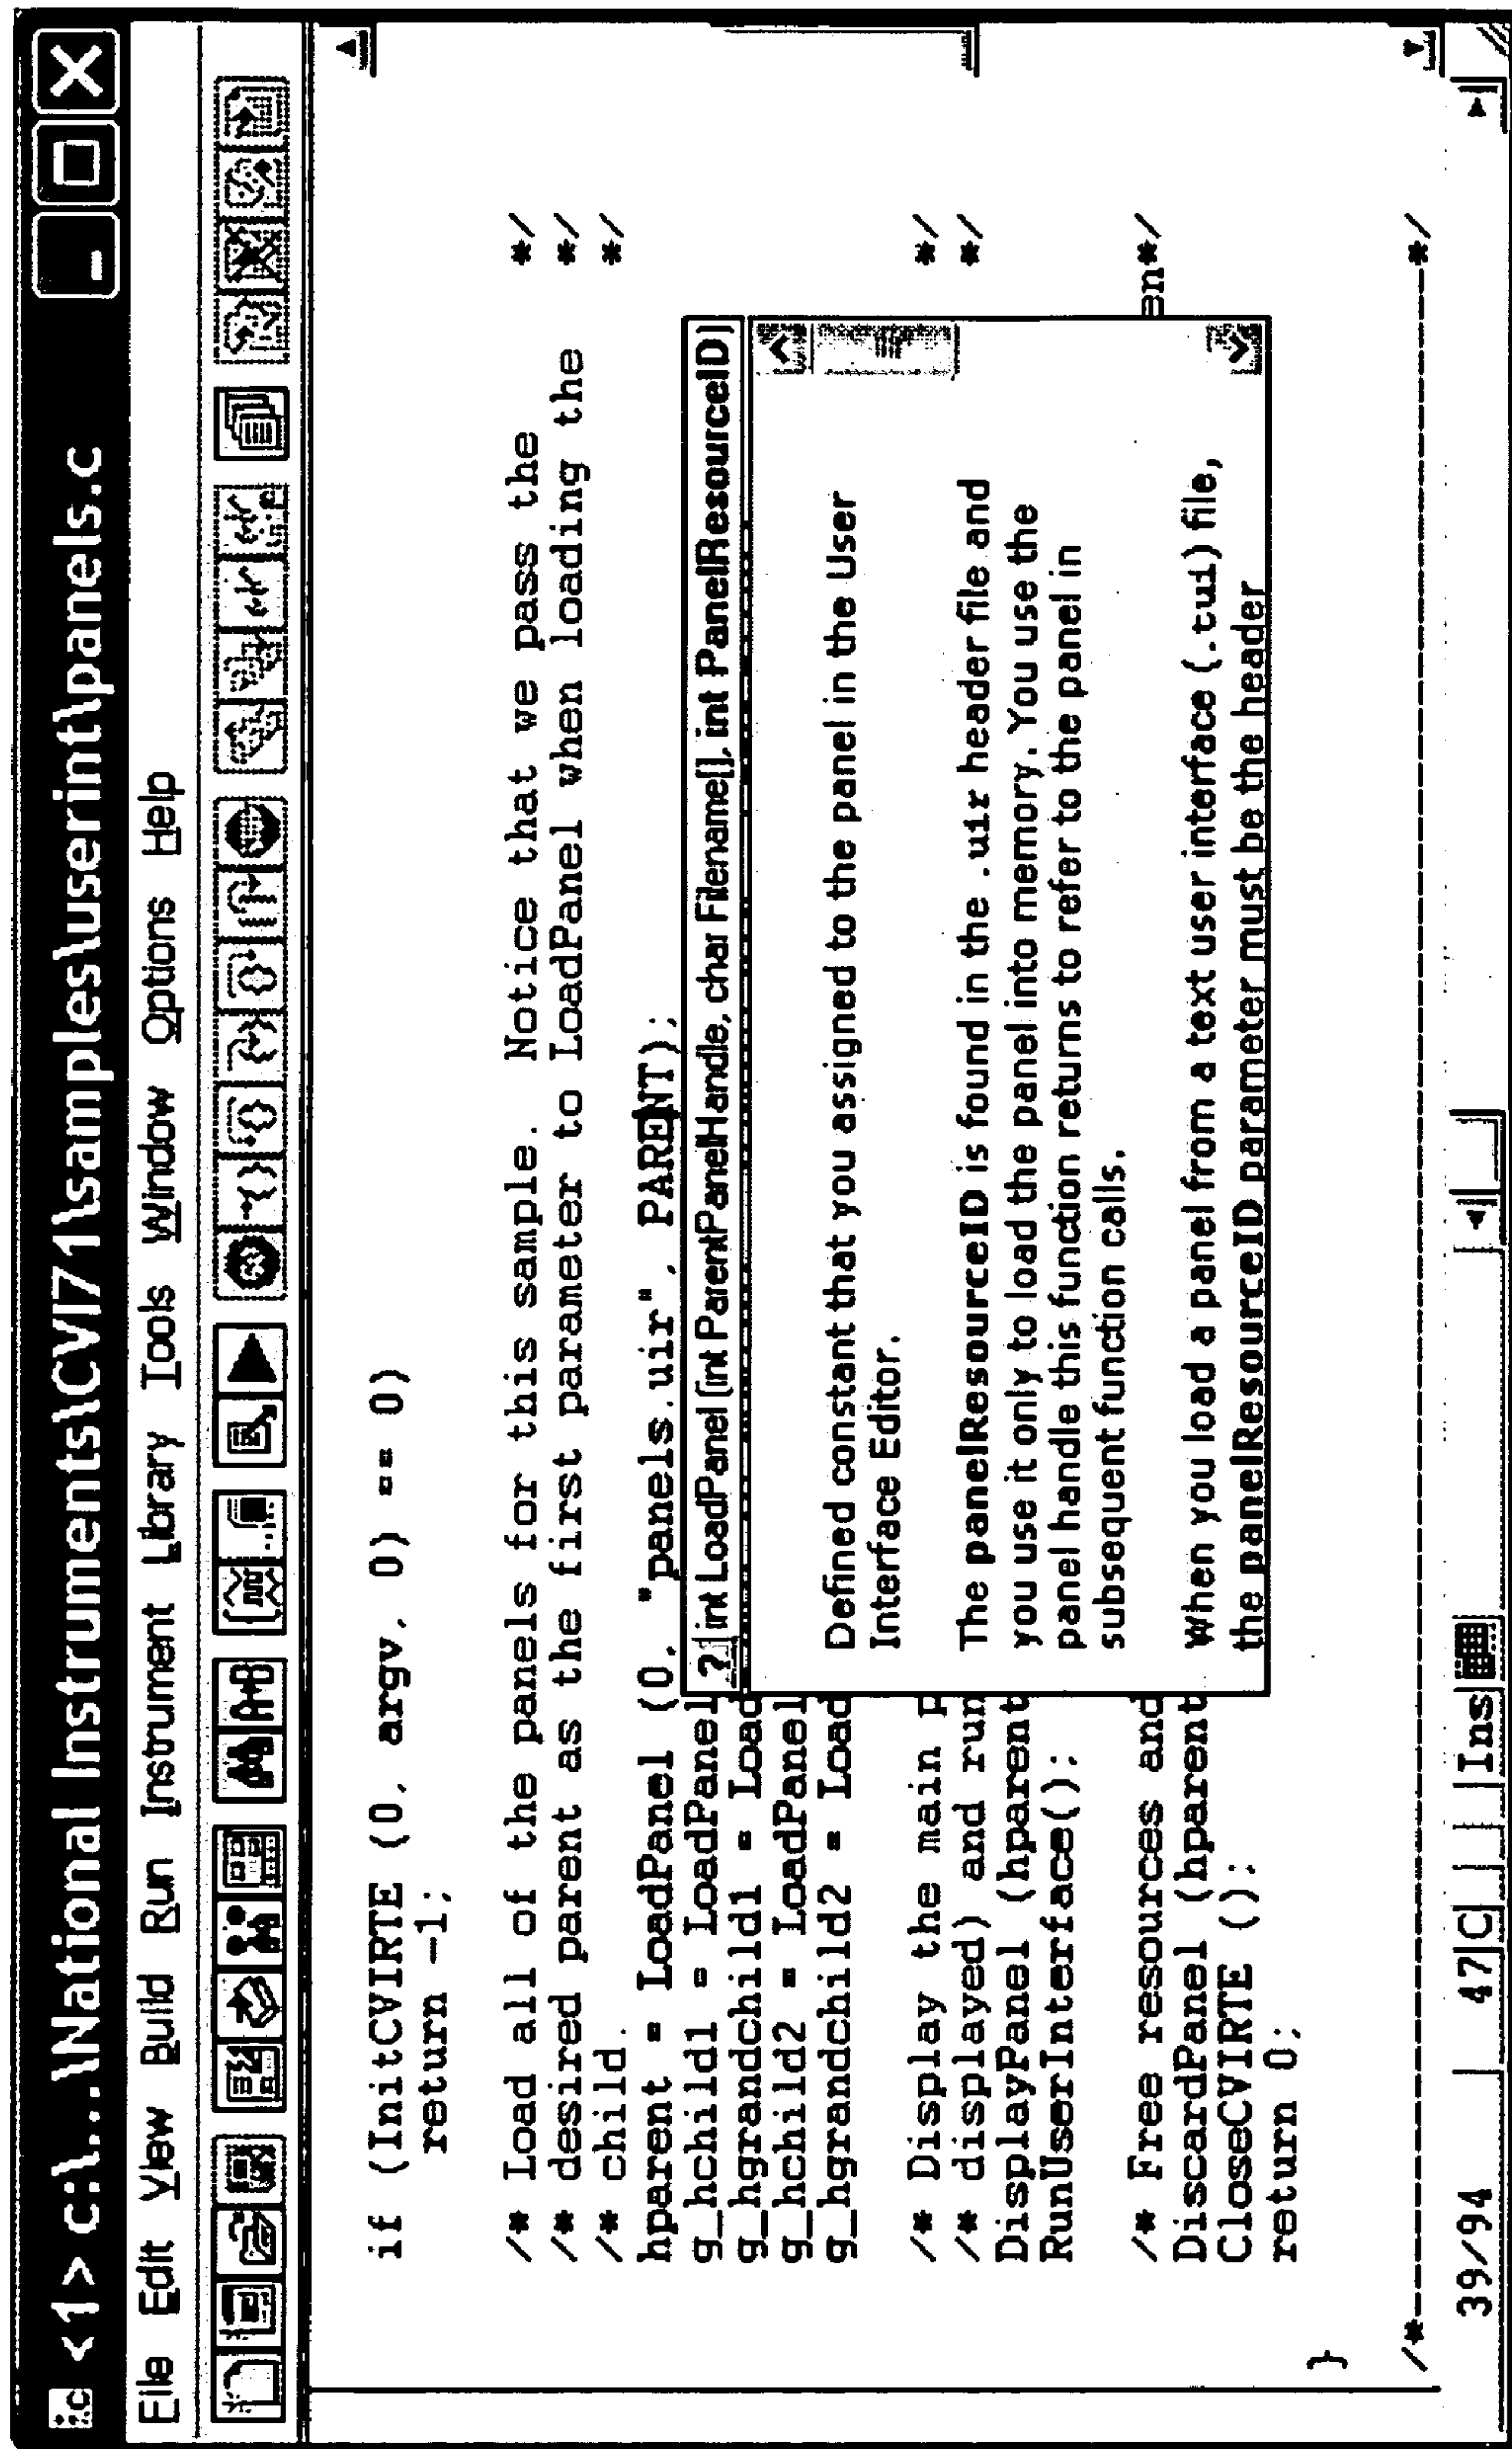 <1> c:\...\National Instruments\CVI71\samples\userint\panels.c
File Edit View Build Run Instrument Library Tools Window Options Help
if (InitCVIRTE (0, argv, 0) == 0)
return -1;
/* Load all of the panels for this sample. Notice that we pass the */
/* desired parent as the first parameter to LoadPanel when loading the */
/* child. */
hparent = LoadPanel (0, "panels.uir", PARENT);
g_hchild1 = LoadPanel
g_hgrandchild1 = Load
g_hchild2 = LoadPanel
g_hgrandchild2 = Load
? int LoadPanel (int ParentPanelHandle, char Filename[], int PanelResourceID)
Defined constant that you assigned to the panel in the User
Interface Editor.
The panelResourceID is found in the .uir header file and
you use it only to load the panel into memory. You use the
panel handle this function returns to refer to the panel in
subsequent function calls.
When you load a panel from a text user interface (.tui) file,
the panelResourceID parameter must be the header
/* Display the main p */
/* displayed) and run */
DisplayPanel (hparent
RunUserInterface();
/* Free resources and en*/
DiscardPanel (hparent
CloseCVIRTE ();
return 0;
}
/*---------------------------------------------------------------------------*/
39/94 47 C Ins